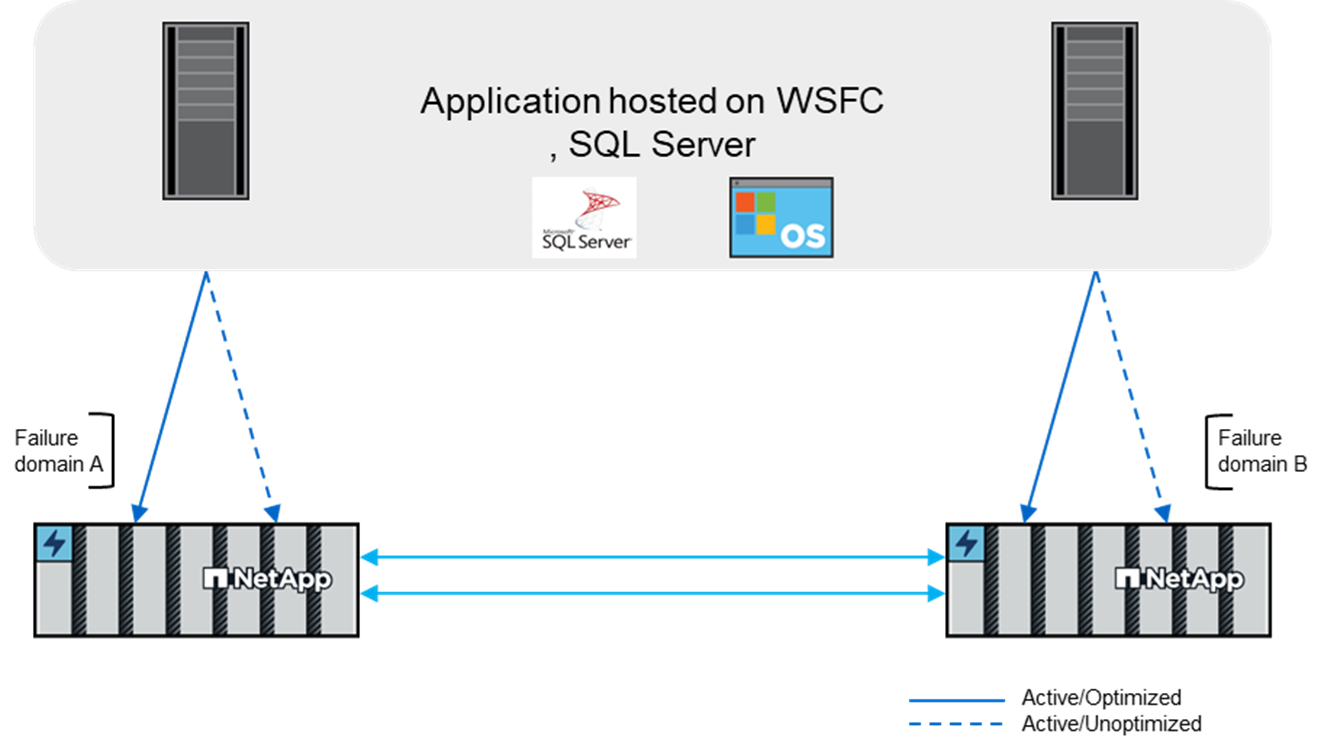 Application hosted on WSFC
, SQL Server
Microsoft
SQL Server
OS
Failure
domain A
Failure
domain B
NetApp
NetApp
Active/Optimized
Active/Unoptimized